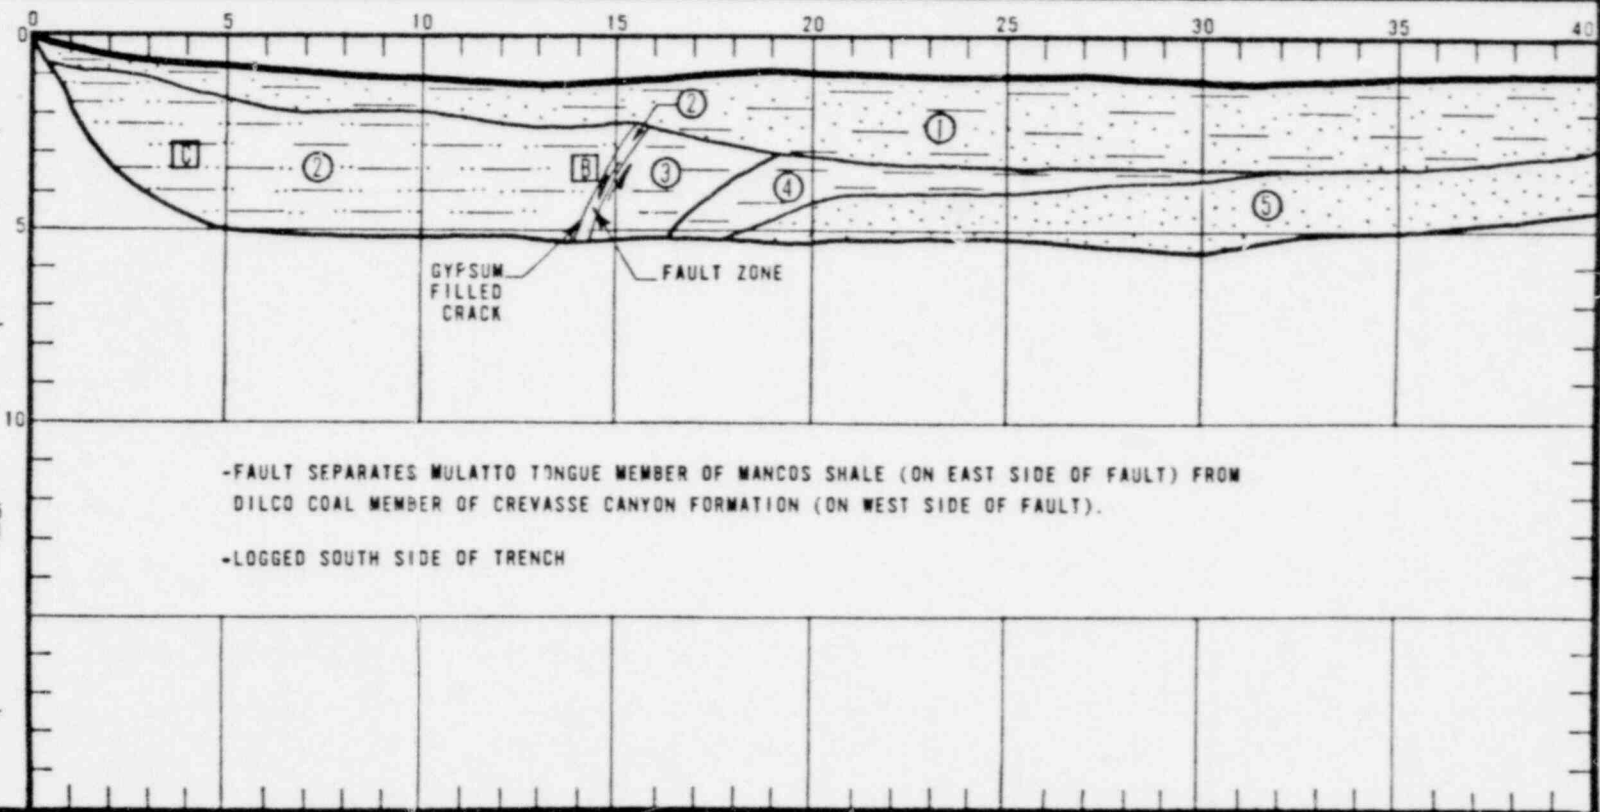 0 5 10 15 20 25 30 35 40
0
5
10
②
①
C
②
B
③
④
⑤
GYPSUM
FILLED
CRACK
FAULT ZONE
-FAULT SEPARATES MULATTO TONGUE MEMBER OF MANCOS SHALE (ON EAST SIDE OF FAULT) FROM
DILCO COAL MEMBER OF CREVASSE CANYON FORMATION (ON WEST SIDE OF FAULT).
-LOGGED SOUTH SIDE OF TRENCH